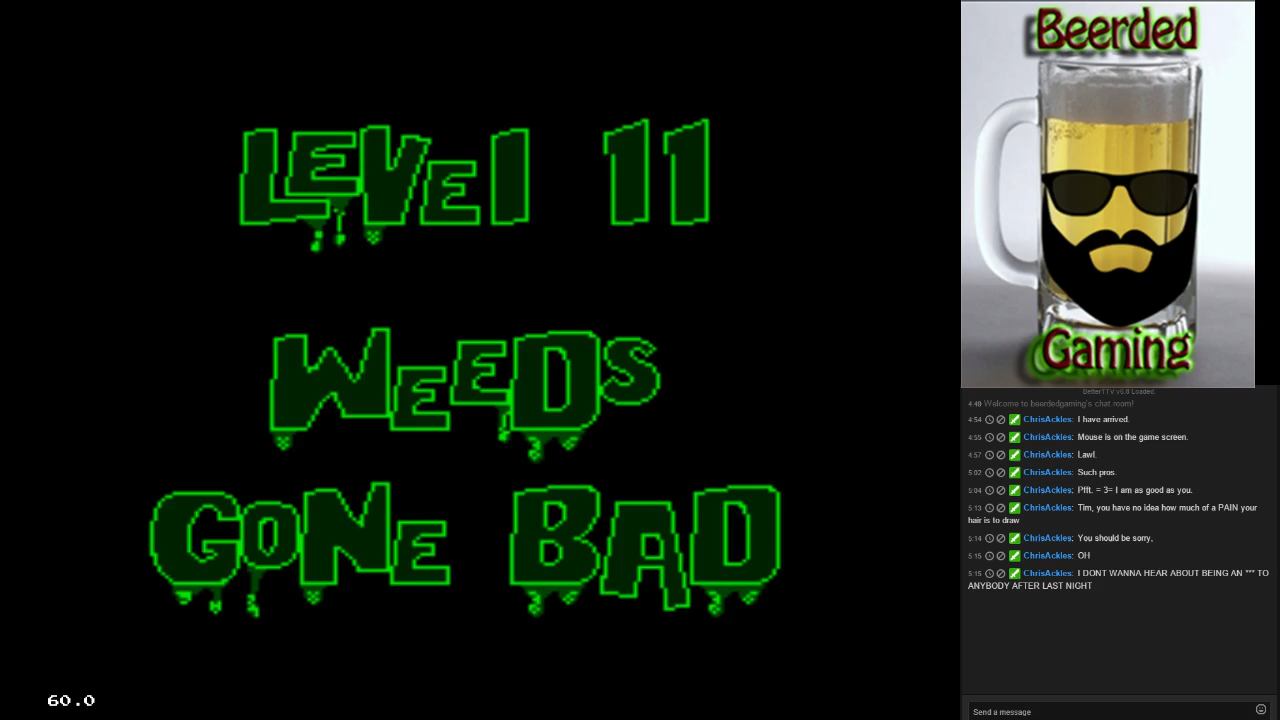 LEVEL 11
WEEDS
GONE BAD
60.0
Beerded
Gaming
BetterTTV v6.8 Loaded.
4:48 Welcome to beerdedgaming's chat room!
4:54 ChrisAckles: I have arrived.
4:55 ChrisAckles: Mouse is on the game screen.
4:57 ChrisAckles: Lawl.
5:02 ChrisAckles: Such pros.
5:04 ChrisAckles: Pfft. = 3= I am as good as you.
5:13 ChrisAckles: Tim, you have no idea how much of a PAIN your
hair is to draw
5:14 ChrisAckles: You should be sorry,
5:15 ChrisAckles: OH
5:15 ChrisAckles: I DONT WANNA HEAR ABOUT BEING AN *** TO
ANYBODY AFTER LAST NIGHT
Send a message